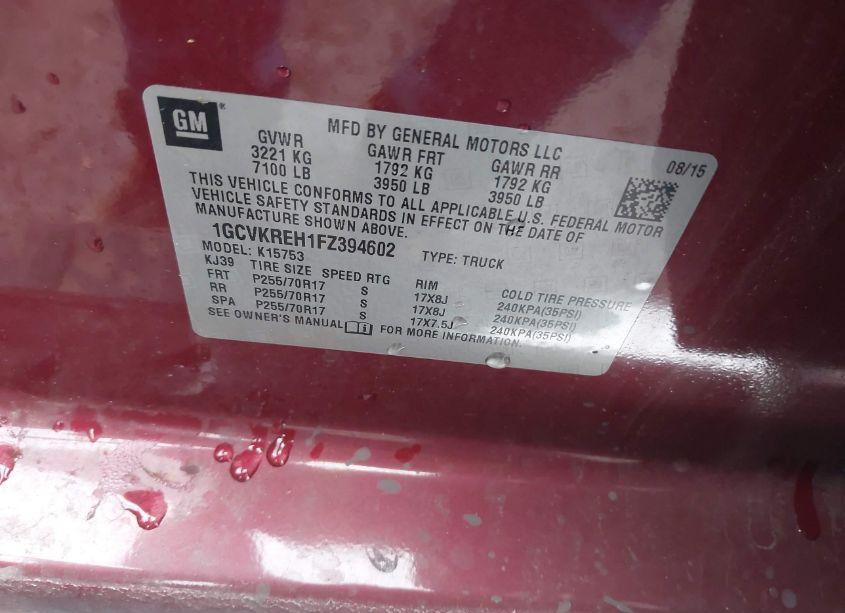 GM
MFD BY GENERAL MOTORS LLC
08/15
GVWR GAWR FRT GAWR RR
3221 KG 1792 KG 1792 KG
7100 LB 3950 LB 3950 LB
THIS VEHICLE CONFORMS TO ALL APPLICABLE U.S. FEDERAL MOTOR
VEHICLE SAFETY STANDARDS IN EFFECT ON THE DATE OF
MANUFACTURE SHOWN ABOVE.
1GCVKREH1FZ394602
MODEL: K15753 TYPE: TRUCK
KJ39 TIRE SIZE SPEED RTG RIM COLD TIRE PRESSURE
FRT P255/70R17 S 17X8J 240KPA(35PSI)
RR P255/70R17 S 17X8J 240KPA(35PSI)
SPA P255/70R17 S 17X7.5J 240KPA(35PSI)
SEE OWNER'S MANUAL FOR MORE INFORMATION.